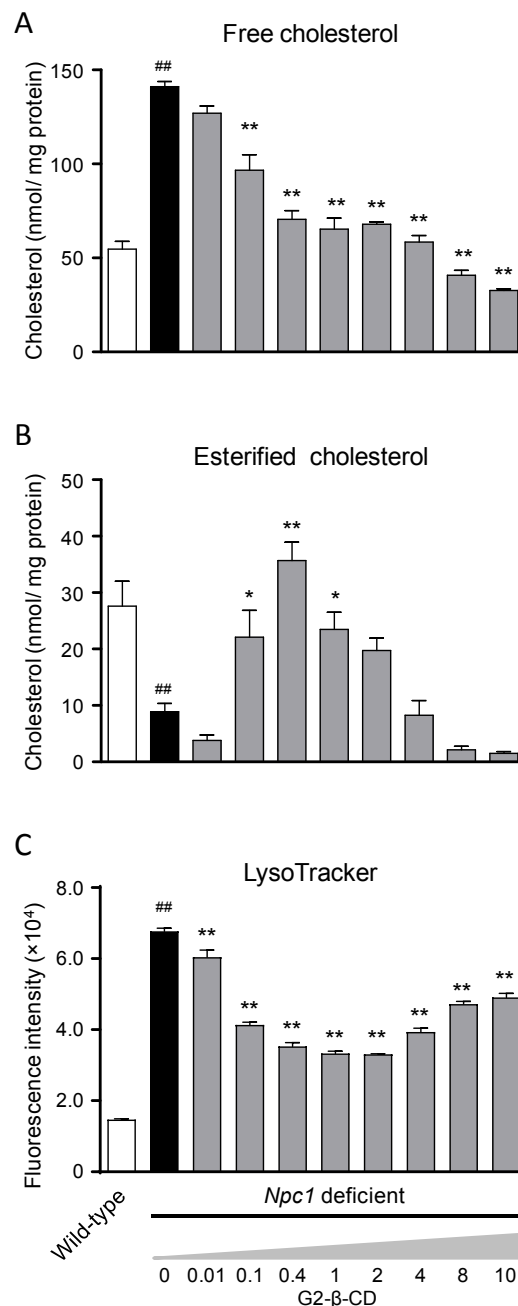 A
Free cholesterol
Cholesterol (nmol/ mg protein)
150
100
50
0
##
**
**
**
**
**
**
**
B
Esterified cholesterol
Cholesterol (nmol/ mg protein)
50
40
30
20
10
0
##
*
**
*
C
LysoTracker
Fluorescence intensity (×10⁴)
8.0
6.0
4.0
2.0
0
##
**
**
**
**
**
**
**
**
Wild-type
Npc1 deficient
0 0.01 0.1 0.4 1 2 4 8 10
G2-β-CD